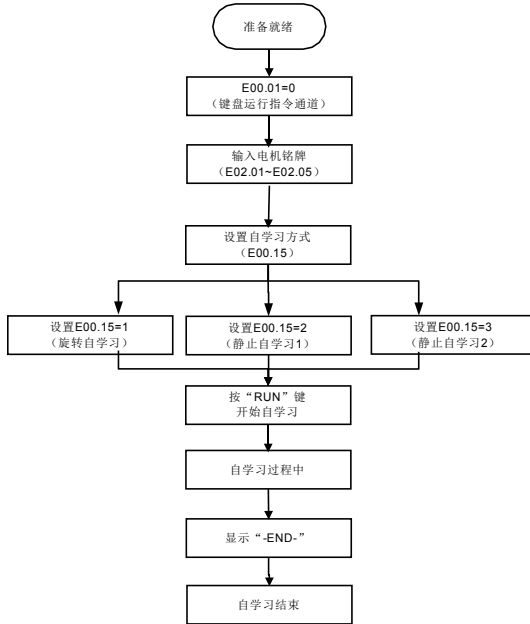 准备就绪
E00.01=0
（键盘运行指令通道）
输入电机铭牌
（E02.01~E02.05）
设置自学习方式
（E00.15）
设置E00.15=1
（旋转自学习）
设置E00.15=2
（静止自学习1）
设置E00.15=3
（静止自学习2）
按“RUN”键
开始自学习
自学习过程中
显示“-END-”
自学习结束